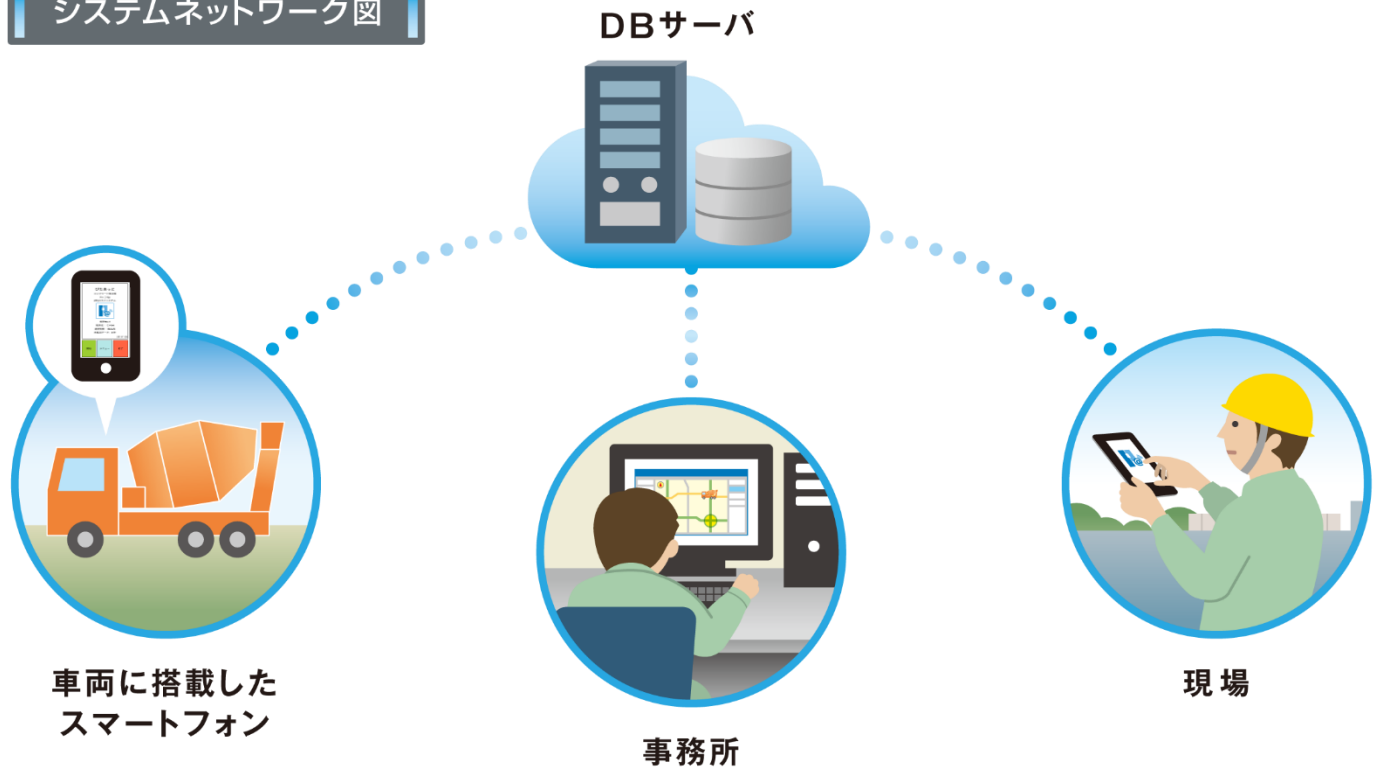 システムネットワーク図
DBサーバ
車両に搭載した
スマートフォン
事務所
現場